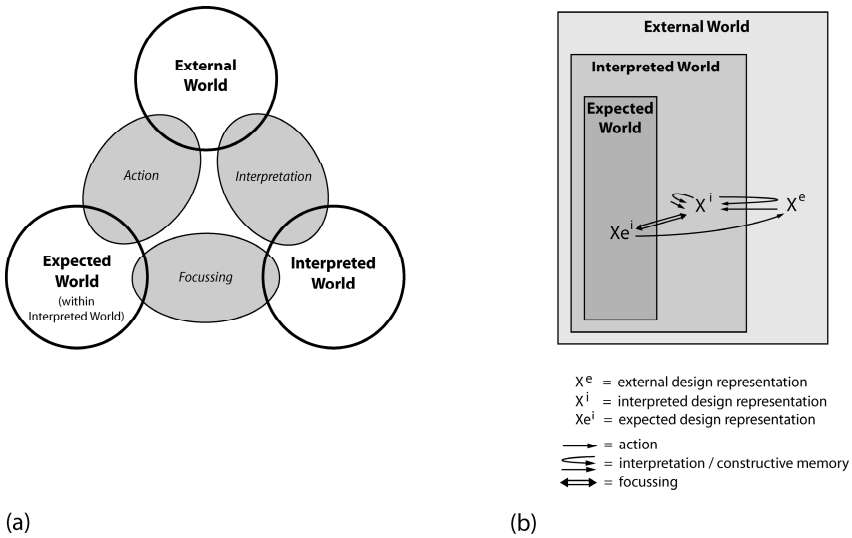 External
World
Action
Interpretation
Expected
World
(within
Interpreted World)
Focussing
Interpreted
World
(a)
External World
Interpreted World
Expected
World
Xⁱ
Xᵉ
Xeⁱ
Xᵉ = external design representation
Xⁱ = interpreted design representation
Xeⁱ = expected design representation
= action
= interpretation / constructive memory
= focussing
(b)